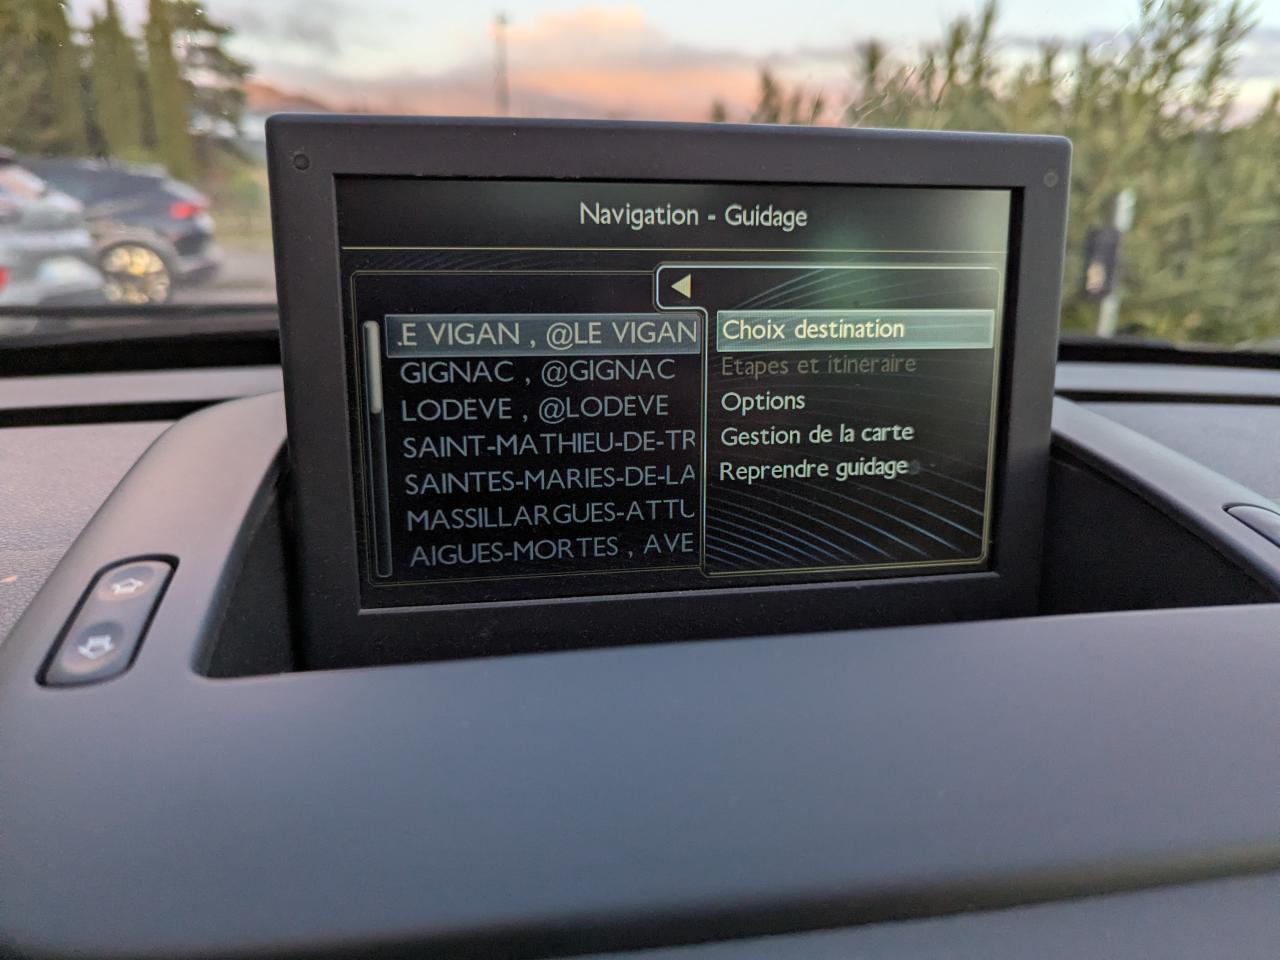 Navigation - Guidage
.E VIGAN , @LE VIGAN
GIGNAC , @GIGNAC
LODEVE , @LODEVE
SAINT-MATHIEU-DE-TR
SAINTES-MARIES-DE-LA
MASSILLARGUES-ATTU
AIGUES-MORTES , AVE
Choix destination
Etapes et itinéraire
Options
Gestion de la carte
Reprendre guidage